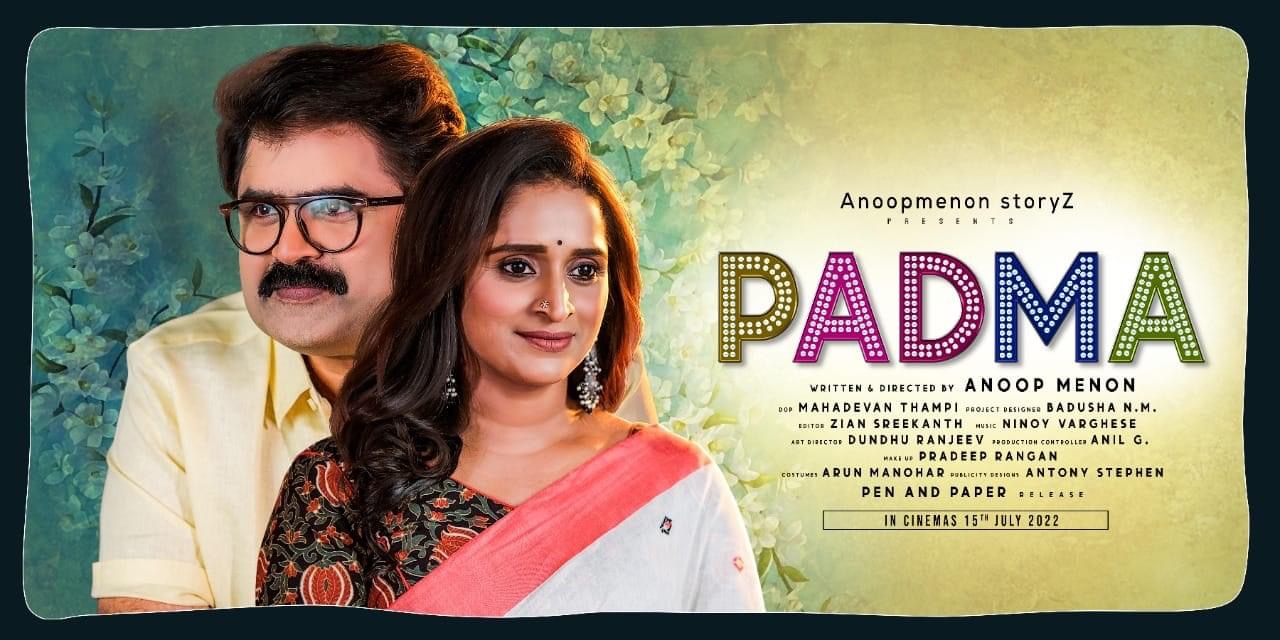 Anoopmenon storyZ
PRESENTS
PADMA
WRITTEN & DIRECTED BY ANOOP MENON
DOP MAHADEVAN THAMPI PROJECT DESIGNER BADUSHA N.M.
EDITOR ZIAN SREEKANTH MUSIC NINOY VARGHESE
ART DIRECTOR DUNDHU RANJEEV PRODUCTION CONTROLLER ANIL G.
MAKE UP PRADEEP RANGAN
COSTUMES ARUN MANOHAR PUBLICITY DESIGNS ANTONY STEPHEN
PEN AND PAPER RELEASE
IN CINEMAS 15TH JULY 2022